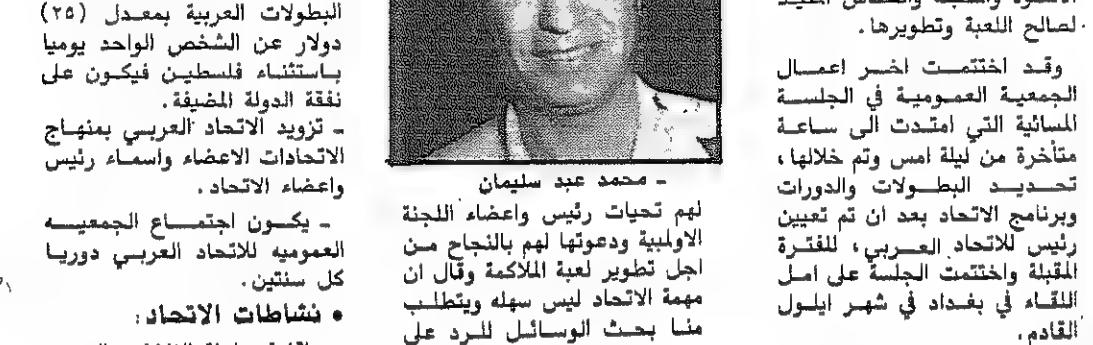 لصالح اللعبة وتطويرها .
وقد اختتمت اخر اعمال
الجمعية العمومية في الجلسة
المسائية التي امتدت الى ساعة
متأخرة من ليلة امس وتم خلالها ،
تحديد البطولات والدورات
وبرنامج الاتحاد بعد ان تم تعيين
رئيس للاتحاد العربي ، للفترة
المقبلة واختتمت الجلسة على امل
اللقاء في بغداد في شهر ايلول
القادم .
ـ محمد عبد سليمان
لهم تحيات رئيس واعضاء اللجنة
الاولمبية ودعوتها لهم بالنجاح من
اجل تطوير لعبة الملاكمة وقال ان
مهمة الاتحاد ليس سهله ويتطلب
منا بحث الوسائل للرد على
البطولات العربية بمعدل (٢٥)
دولار عن الشخص الواحد يوميا
باستثناء فلسطين فيكون على
نفقة الدولة المضيفة .
ـ تزويد الاتحاد العربي بمنهاج
الاتحادات الاعضاء واسماء رئيس
واعضاء الاتحاد .
ـ يكون اجتماع الجمعيه
العموميه للاتحاد العربي دوريا
كل سنتين .
• نشاطات الاتحاد :